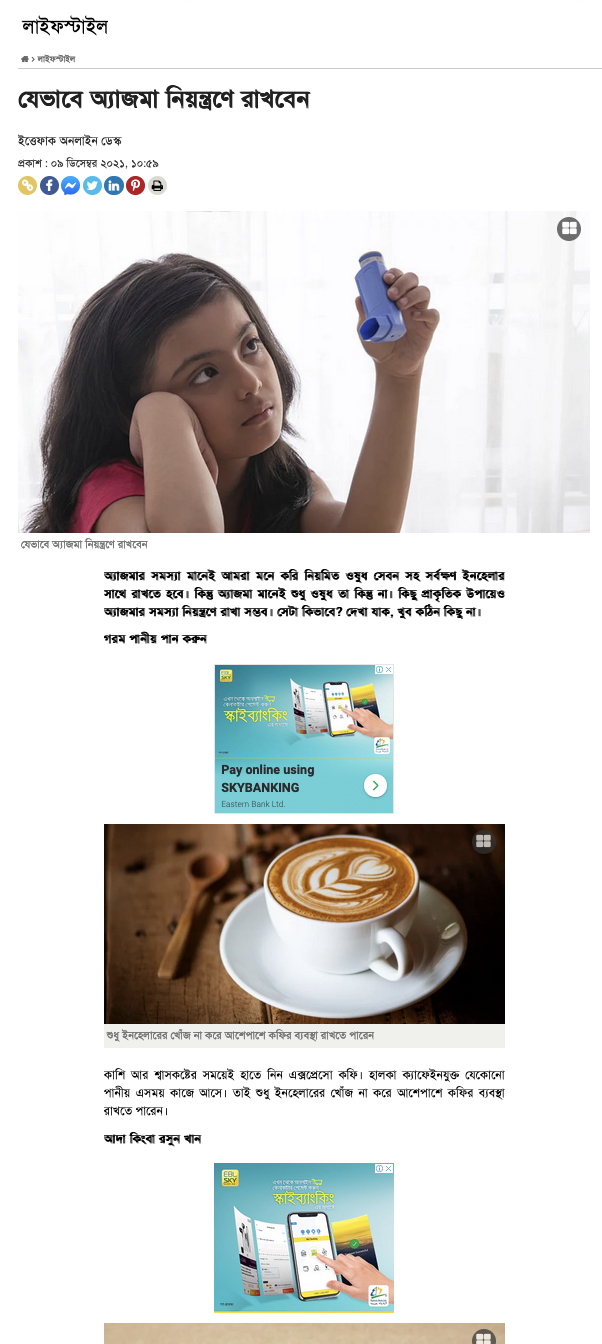 লাইফস্টাইল
› লাইফস্টাইল
যেভাবে অ্যাজমা নিয়ন্ত্রণে রাখবেন
ইত্তেফাক অনলাইন ডেস্ক
প্রকাশ : ০৯ ডিসেম্বর ২০২১, ১০:৫৯
যেভাবে অ্যাজমা নিয়ন্ত্রণে রাখবেন
অ্যাজমার সমস্যা মানেই আমরা মনে করি নিয়মিত ওষুধ সেবন সহ সর্বক্ষণ ইনহেলার
সাথে রাখতে হবে। কিন্তু অ্যাজমা মানেই শুধু ওষুধ তা কিন্তু না। কিছু প্রাকৃতিক উপায়েও
অ্যাজমার সমস্যা নিয়ন্ত্রণে রাখা সম্ভব। সেটা কিভাবে? দেখা যাক, খুব কঠিন কিছু না।
গরম পানীয় পান করুন
EBL
SKY
স্কাইব্যাংকিং
Pay online using
SKYBANKING
Eastern Bank Ltd.
শুধু ইনহেলারের খোঁজ না করে আশেপাশে কফির ব্যবস্থা রাখতে পারেন
কাশি আর শ্বাসকষ্টের সময়েই হাতে নিন এক্সপ্রেসো কফি। হালকা ক্যাফেইনযুক্ত যেকোনো
পানীয় এসময় কাজে আসে। তাই শুধু ইনহেলারের খোঁজ না করে আশেপাশে কফির ব্যবস্থা
রাখতে পারেন।
আদা কিংবা রসুন খান
EBL
SKY
স্কাইব্যাংকিং